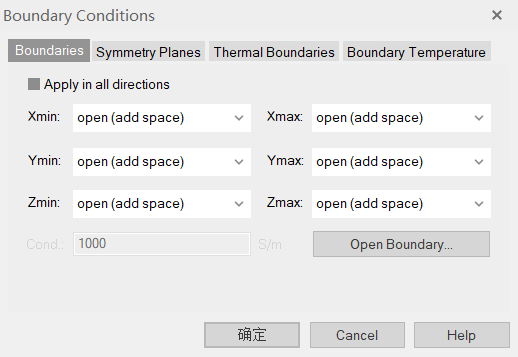 Boundary Conditions
Boundaries Symmetry Planes Thermal Boundaries Boundary Temperature
Apply in all directions
Xmin: open (add space) Xmax: open (add space)
Ymin: open (add space) Ymax: open (add space)
Zmin: open (add space) Zmax: open (add space)
Cond.: 1000 S/m Open Boundary...
确定 Cancel Help